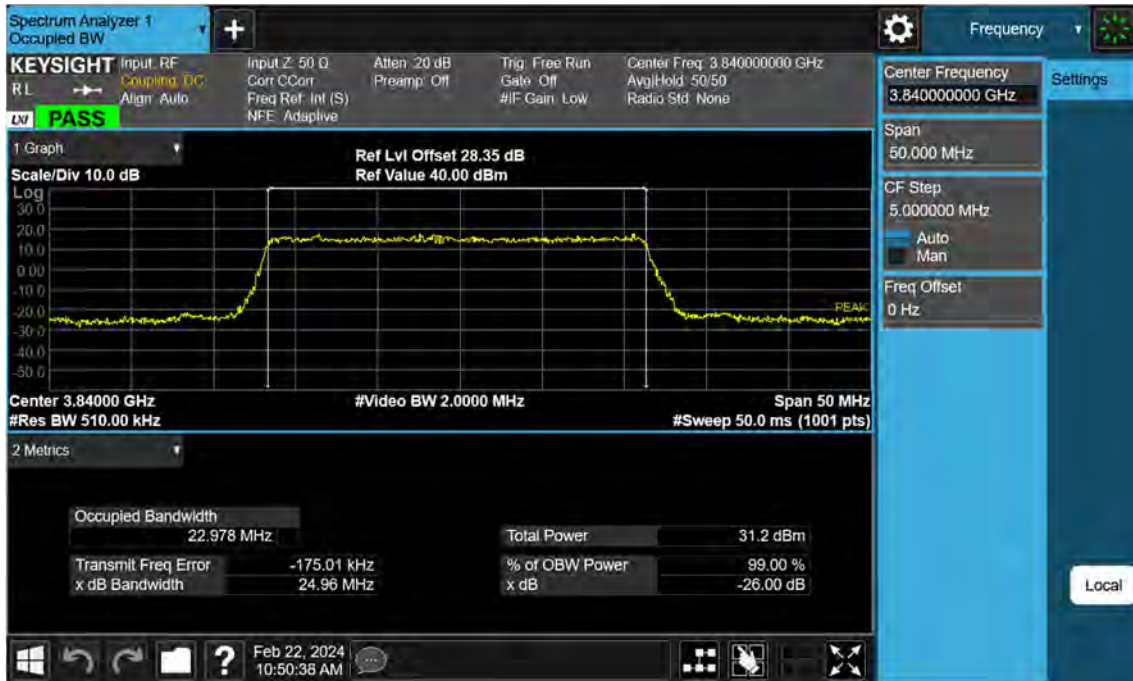 Spectrum Analyzer 1
Occupied BW
+
Frequency
KEYSIGHT
RL
LXI PASS
Input: RF
Coupling: DC
Align: Auto
Input Z: 50 Ω
Corr CCorr
Freq Ref: Int (S)
NFE: Adaptive
Atten: 20 dB
Preamp: Off
Trig: Free Run
Gate: Off
#IF Gain: Low
Center Freq: 3.840000000 GHz
Avg|Hold: 50/50
Radio Std: None
Center Frequency
3.840000000 GHz
Settings
Span
50.000 MHz
CF Step
5.000000 MHz
Auto
Man
Freq Offset
0 Hz
1 Graph
Scale/Div 10.0 dB
Ref Lvl Offset 28.35 dB
Ref Value 40.00 dBm
Log
30.0
20.0
10.0
0.00
-10.0
-20.0
-30.0
-40.0
-50.0
PEAK
Center 3.84000 GHz
#Video BW 2.0000 MHz
Span 50 MHz
#Res BW 510.00 kHz
#Sweep 50.0 ms (1001 pts)
2 Metrics
Occupied Bandwidth
22.978 MHz
Total Power 31.2 dBm
Transmit Freq Error -175.01 kHz
% of OBW Power 99.00 %
x dB Bandwidth 24.96 MHz
x dB -26.00 dB
Local
?
Feb 22, 2024
10:50:38 AM